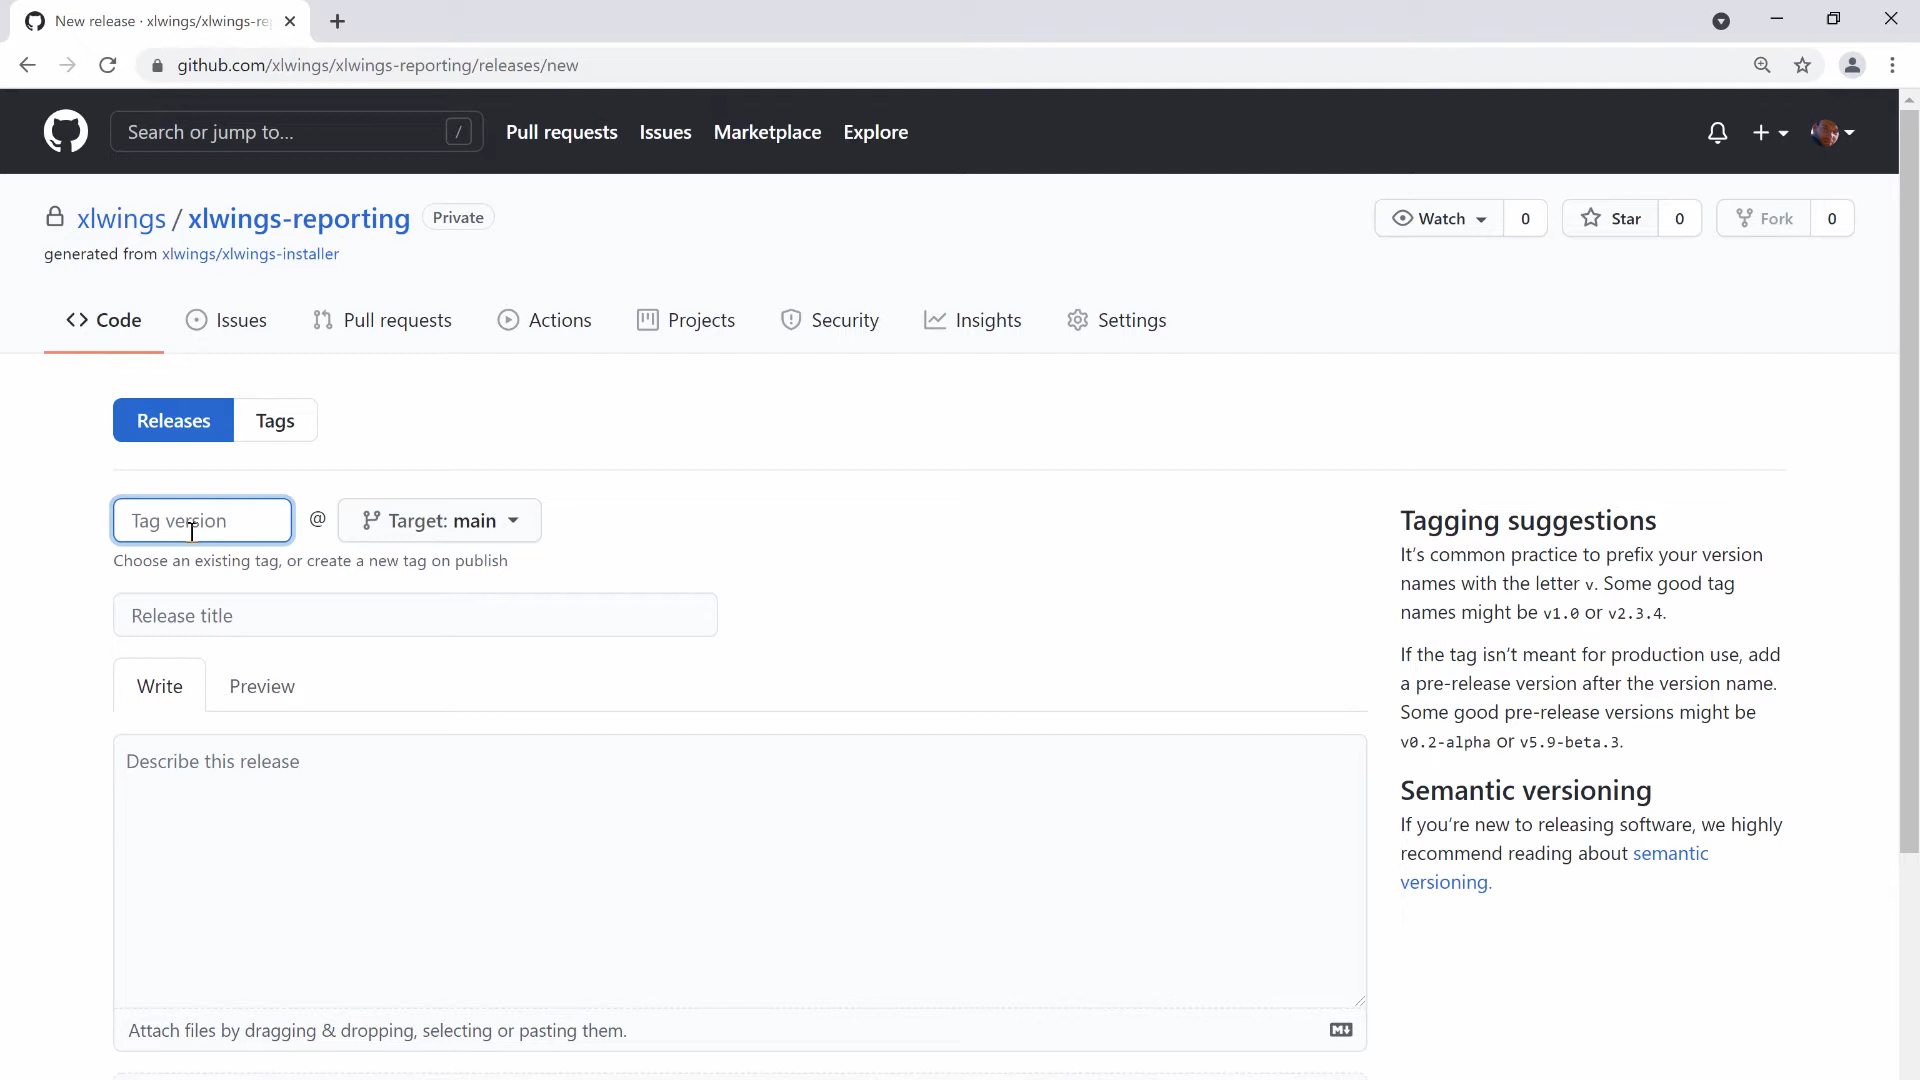 New release · xlwings/xlwings-re
github.com/xlwings/xlwings-reporting/releases/new
Search or jump to...
/
Pull requests
Issues
Marketplace
Explore
xlwings / xlwings-reporting
Private
Watch
0
Star
0
Fork
0
generated from xlwings/xlwings-installer
Code
Issues
Pull requests
Actions
Projects
Security
Insights
Settings
Releases
Tags
Tag version
@
Target: main
Choose an existing tag, or create a new tag on publish
Release title
Write
Preview
Describe this release
Attach files by dragging & dropping, selecting or pasting them.
M
Tagging suggestions
It’s common practice to prefix your version
names with the letter v. Some good tag
names might be v1.0 or v2.3.4.
If the tag isn’t meant for production use, add
a pre-release version after the version name.
Some good pre-release versions might be
v0.2-alpha or v5.9-beta.3.
Semantic versioning
If you’re new to releasing software, we highly
recommend reading about semantic
versioning.